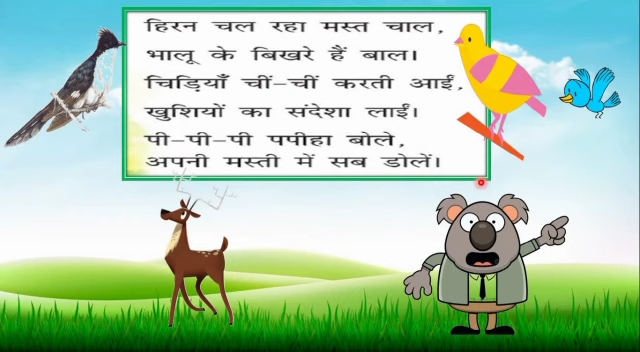 हिरन चल रहा मस्त चाल,
भालू के बिखरे हैं बाल।
चिड़ियाँ चीं-चीं करती आईं,
खुशियों का संदेशा लाईं।
पी-पी-पी पपीहा बोले,
अपनी मस्ती में सब डोलें।